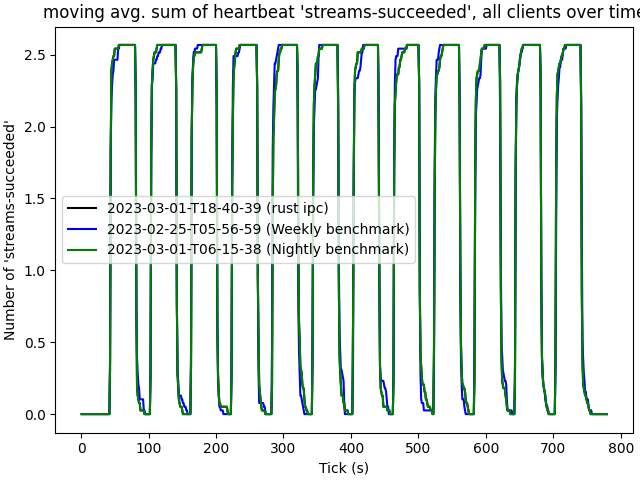 moving avg. sum of heartbeat 'streams-succeeded', all clients over time
Number of 'streams-succeeded'
2.5
2.0
1.5
1.0
0.5
0.0
2023-03-01-T18-40-39 (rust ipc)
2023-02-25-T05-56-59 (Weekly benchmark)
2023-03-01-T06-15-38 (Nightly benchmark)
0 100 200 300 400 500 600 700 800
Tick (s)